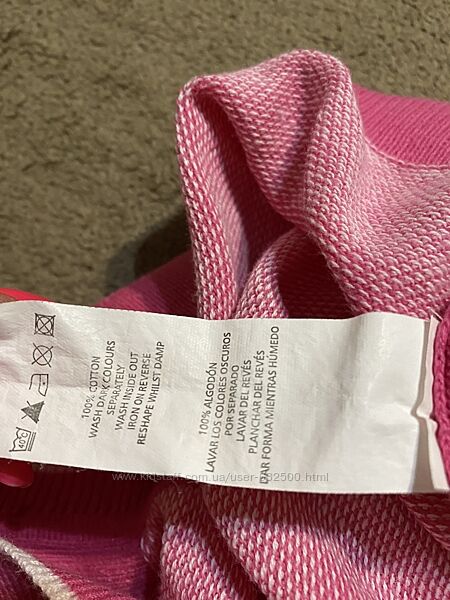 40°C
100% COTTON
WASH DARK COLOURS
SEPARATELY
WASH INSIDE OUT
IRON ON REVERSE
RESHAPE WHILST DAMP
100% ALGODÓN
LAVAR LOS COLORES OSCUROS
POR SEPARADO
LAVAR DEL REVÉS
PLANCHAR DEL REVÉS
DAR FORMA MIENTRAS HÚMEDO